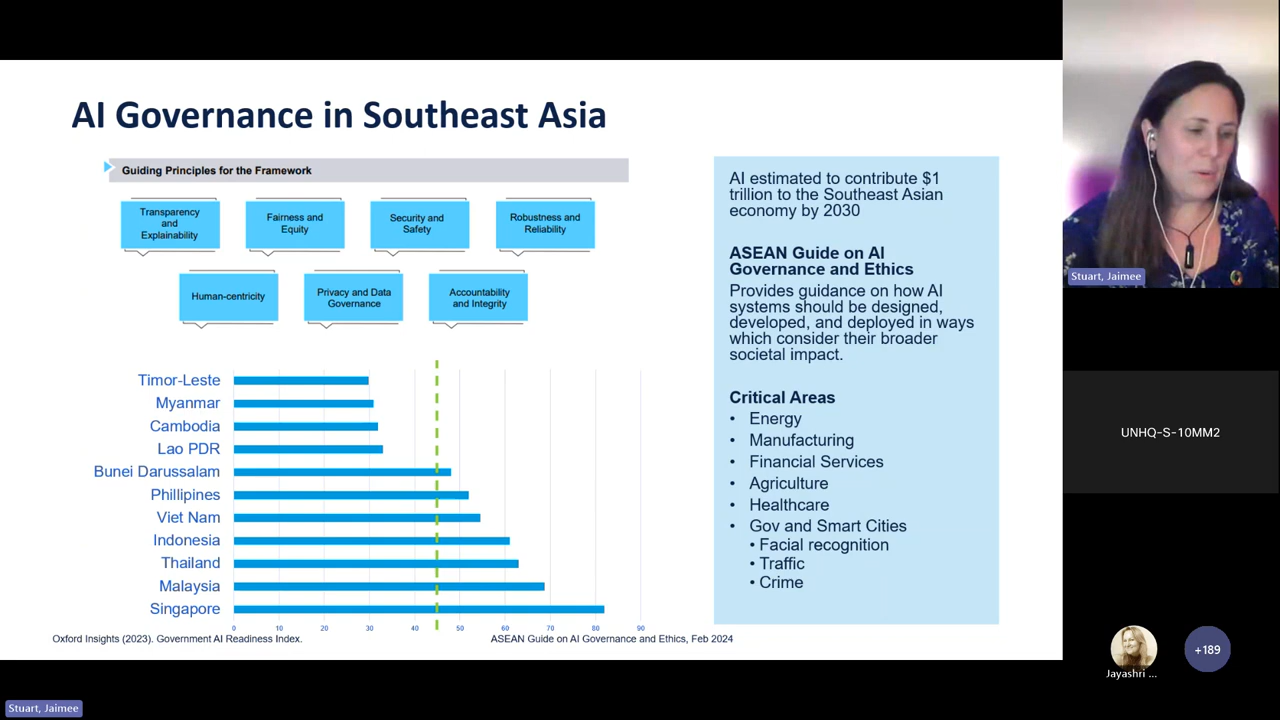 AI Governance in Southeast Asia
Guiding Principles for the Framework
Transparency
and
Explainability
Fairness and
Equity
Security and
Safety
Robustness and
Reliability
Human-centricity
Privacy and Data
Governance
Accountability
and Integrity
Timor-Leste
Myanmar
Cambodia
Lao PDR
Bunei Darussalam
Phillipines
Viet Nam
Indonesia
Thailand
Malaysia
Singapore
0 10 20 30 40 50 60 70 80 90
Oxford Insights (2023). Government AI Readiness Index.
ASEAN Guide on AI Governance and Ethics, Feb 2024
AI estimated to contribute $1
trillion to the Southeast Asian
economy by 2030
ASEAN Guide on AI
Governance and Ethics
Provides guidance on how AI
systems should be designed,
developed, and deployed in ways
which consider their broader
societal impact.
Critical Areas
• Energy
• Manufacturing
• Financial Services
• Agriculture
• Healthcare
• Gov and Smart Cities
• Facial recognition
• Traffic
• Crime
Stuart, Jaimee
UNHQ-S-10MM2
Jayashri ...
+189
Stuart, Jaimee